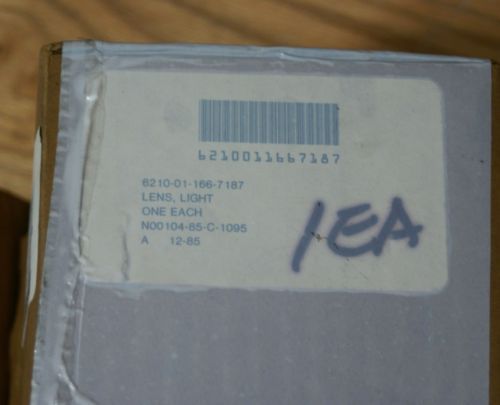 6210011667187
6210-01-166-7187
LENS, LIGHT
ONE EACH
N00104-85-C-1095
A 12-85
1EA